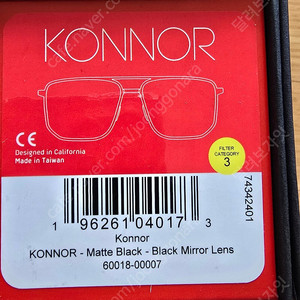 KONNOR
CE
Designed in California
Made in Taiwan
FILTER
CATEGORY
3
74342401
1 96261 04017 3
Konnor
KONNOR - Matte Black - Black Mirror Lens
60018-00007